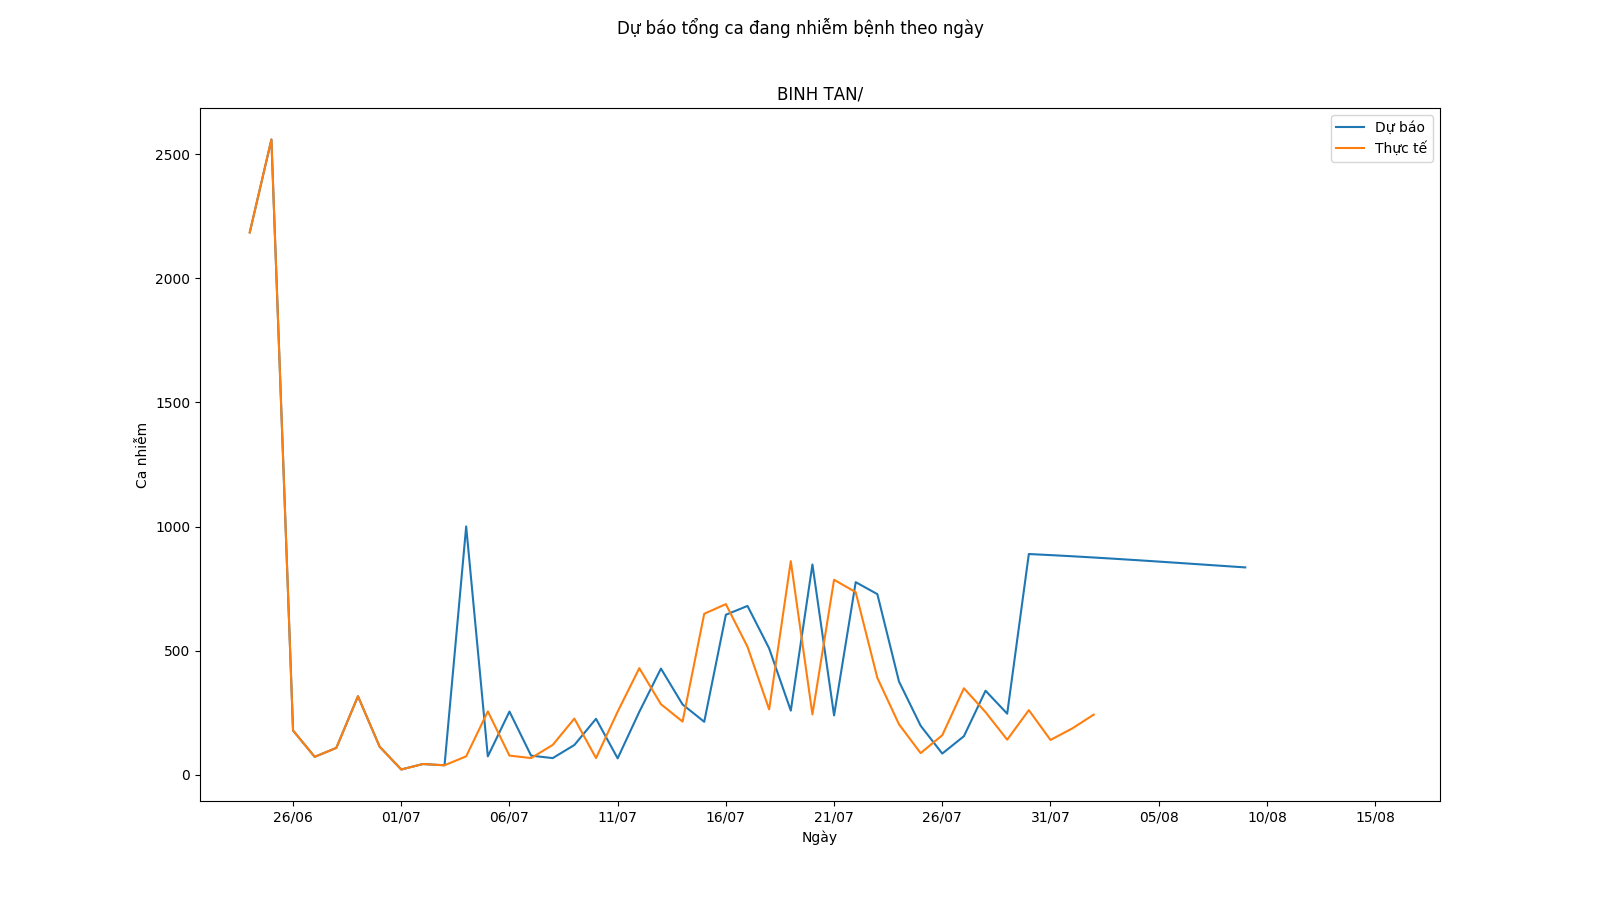 Dự báo tổng ca đang nhiễm bệnh theo ngày
BINH TAN/
Dự báo
Thực tế
2500
2000
1500
1000
500
0
Ca nhiễm
26/06
01/07
06/07
11/07
16/07
21/07
26/07
31/07
05/08
10/08
15/08
Ngày